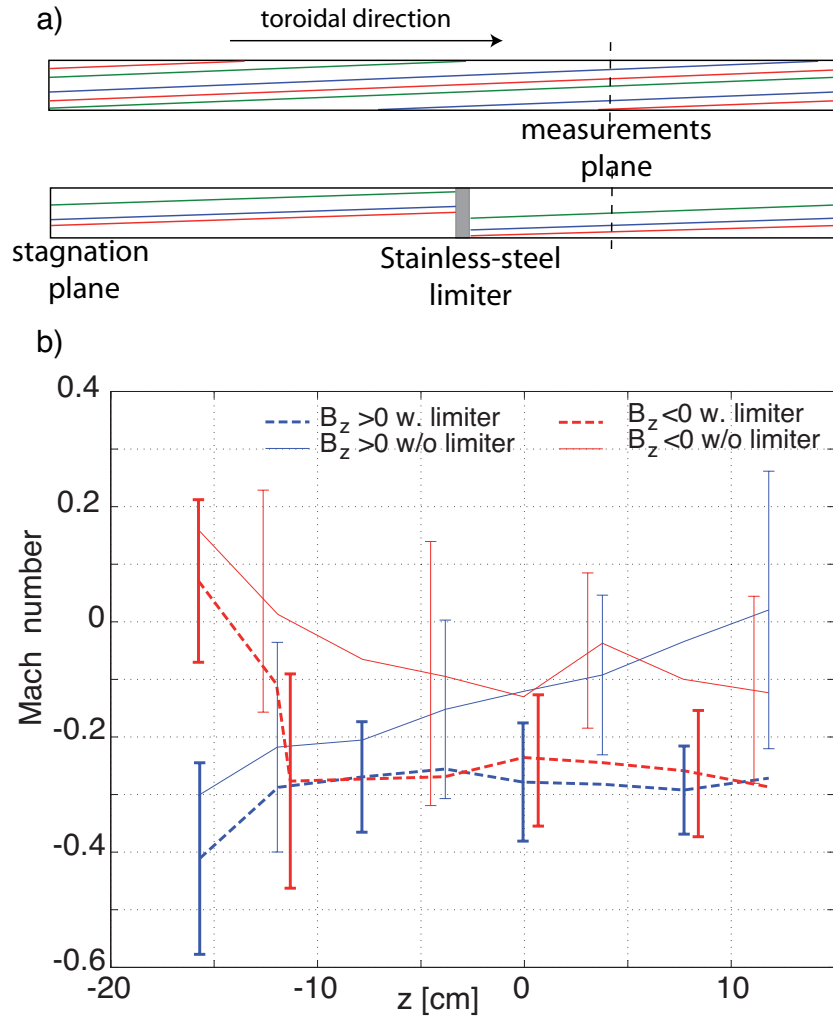 a)
toroidal direction
measurements
plane
stagnation
plane
Stainless-steel
limiter
b)
B_z >0 w. limiter
B_z >0 w/o limiter
B_z <0 w. limiter
B_z <0 w/o limiter
Mach number
0.4
0.2
0
-0.2
-0.4
-0.6
-20
-10
0
10
z [cm]